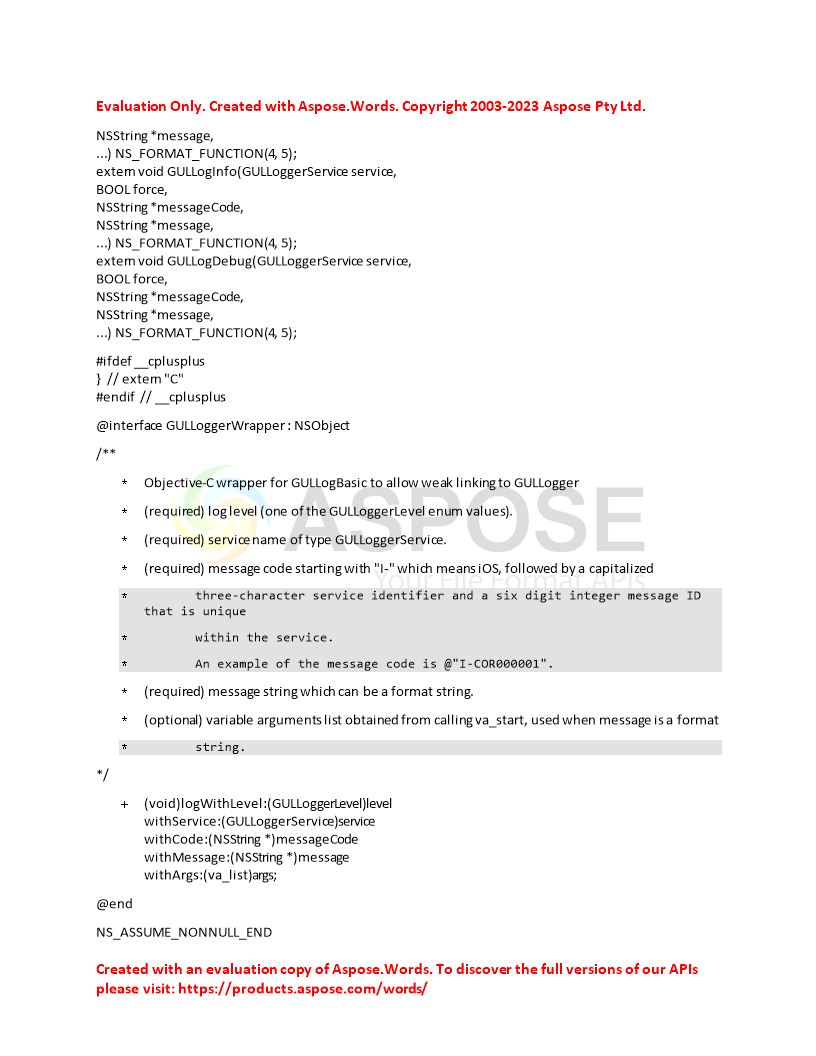 Evaluation Only. Created with Aspose.Words. Copyright 2003-2023 Aspose Pty Ltd.
NSString *message,
...) NS_FORMAT_FUNCTION(4, 5);
extern void GULLogInfo(GULLoggerService service,
BOOL force,
NSString *messageCode,
NSString *message,
...) NS_FORMAT_FUNCTION(4, 5);
extern void GULLogDebug(GULLoggerService service,
BOOL force,
NSString *messageCode,
NSString *message,
...) NS_FORMAT_FUNCTION(4, 5);
#ifdef __cplusplus
} // extern "C"
#endif // __cplusplus
@interface GULLoggerWrapper : NSObject
/**
* Objective-C wrapper for GULLogBasic to allow weak linking to GULLogger
* (required) log level (one of the GULLoggerLevel enum values).
* (required) service name of type GULLoggerService.
* (required) message code starting with "I-" which means iOS, followed by a capitalized
* three-character service identifier and a six digit integer message ID
that is unique
* within the service.
* An example of the message code is @"I-COR000001".
* (required) message string which can be a format string.
* (optional) variable arguments list obtained from calling va_start, used when message is a format
* string.
*/
+ (void)logWithLevel:(GULLoggerLevel)level
withService:(GULLoggerService)service
withCode:(NSString *)messageCode
withMessage:(NSString *)message
withArgs:(va_list)args;
@end
NS_ASSUME_NONNULL_END
Created with an evaluation copy of Aspose.Words. To discover the full versions of our APIs
please visit: https://products.aspose.com/words/
ASPOSE
Your File Format APIs